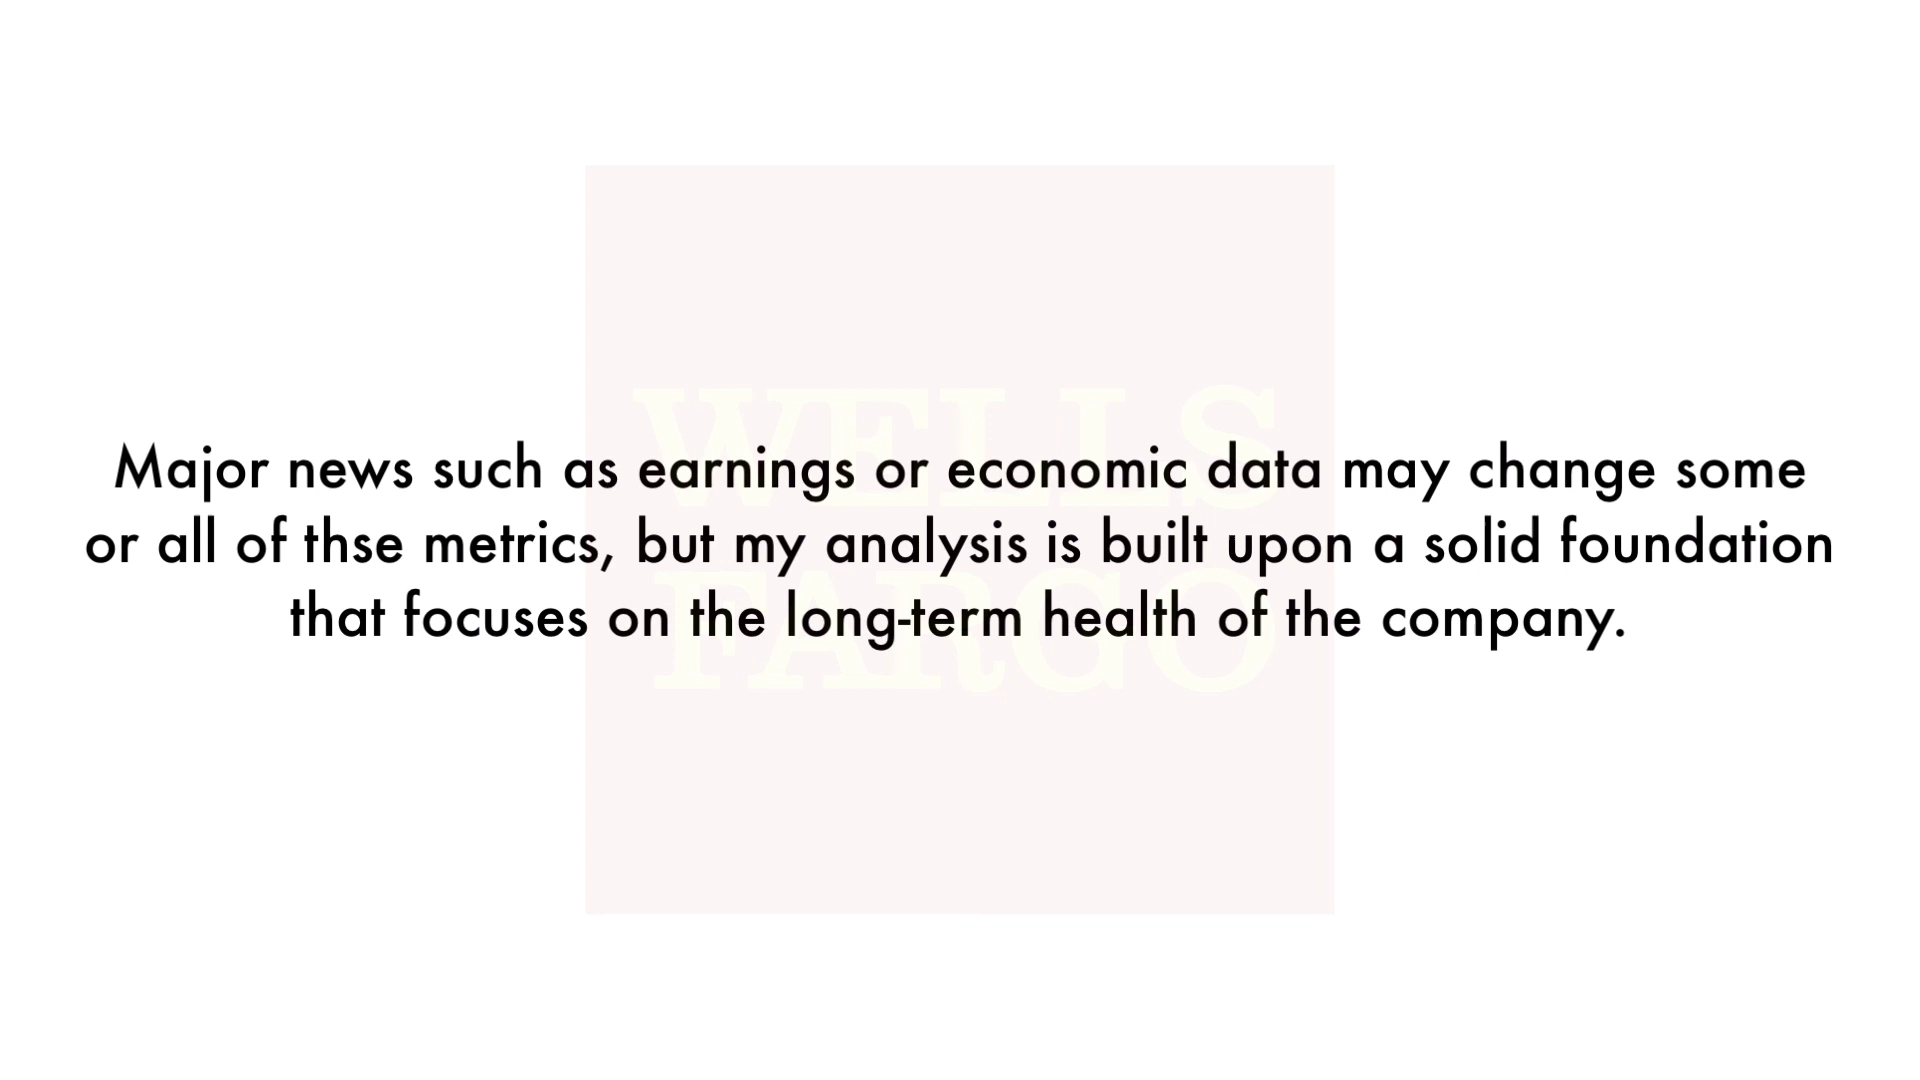 WELLS
Major news such as earnings or economic data may change some
or all of thse metrics, but my analysis is built upon a solid foundation
FARGO
that focuses on the long-term health of the company.